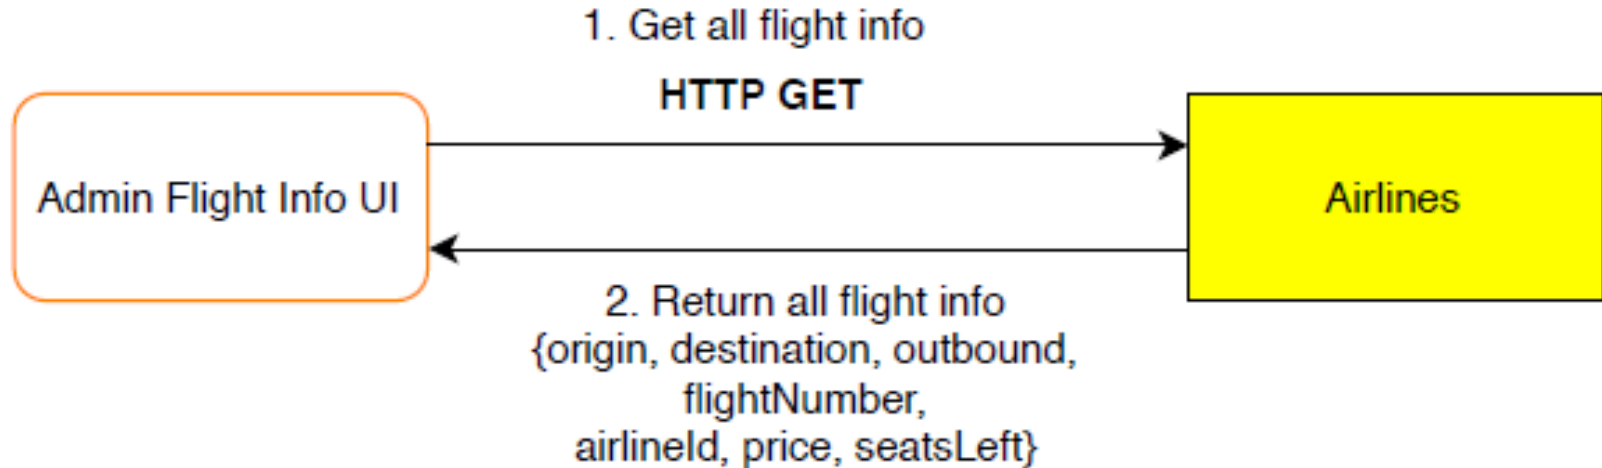 1. Get all flight info
HTTP GET
Admin Flight Info UI
Airlines
2. Return all flight info
{origin, destination, outbound,
flightNumber,
airlineId, price, seatsLeft}